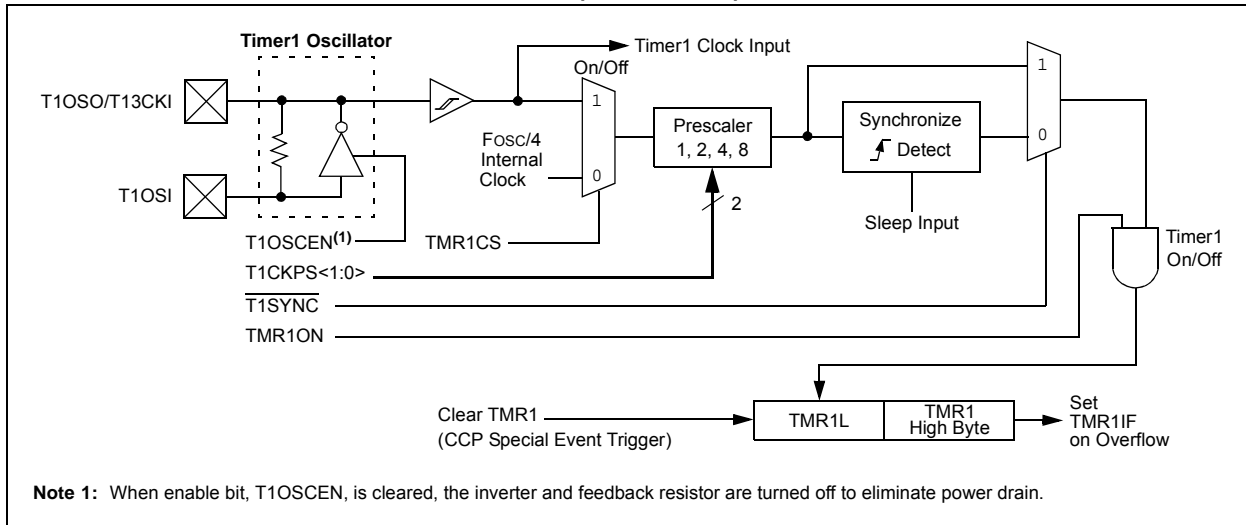 Timer1 Oscillator
Timer1 Clock Input
On/Off
1
1
T1OSO/T13CKI
Prescaler
1, 2, 4, 8
Synchronize
Detect
FOSC/4
Internal
Clock
0
0
T1OSI
2
Sleep Input
T1OSCEN(1)
TMR1CS
Timer1
On/Off
T1CKPS<1:0>
T1SYNC
TMR1ON
Clear TMR1
(CCP Special Event Trigger)
TMR1L
TMR1
High Byte
Set
TMR1IF
on Overflow
Note 1: When enable bit, T1OSCEN, is cleared, the inverter and feedback resistor are turned off to eliminate power drain.